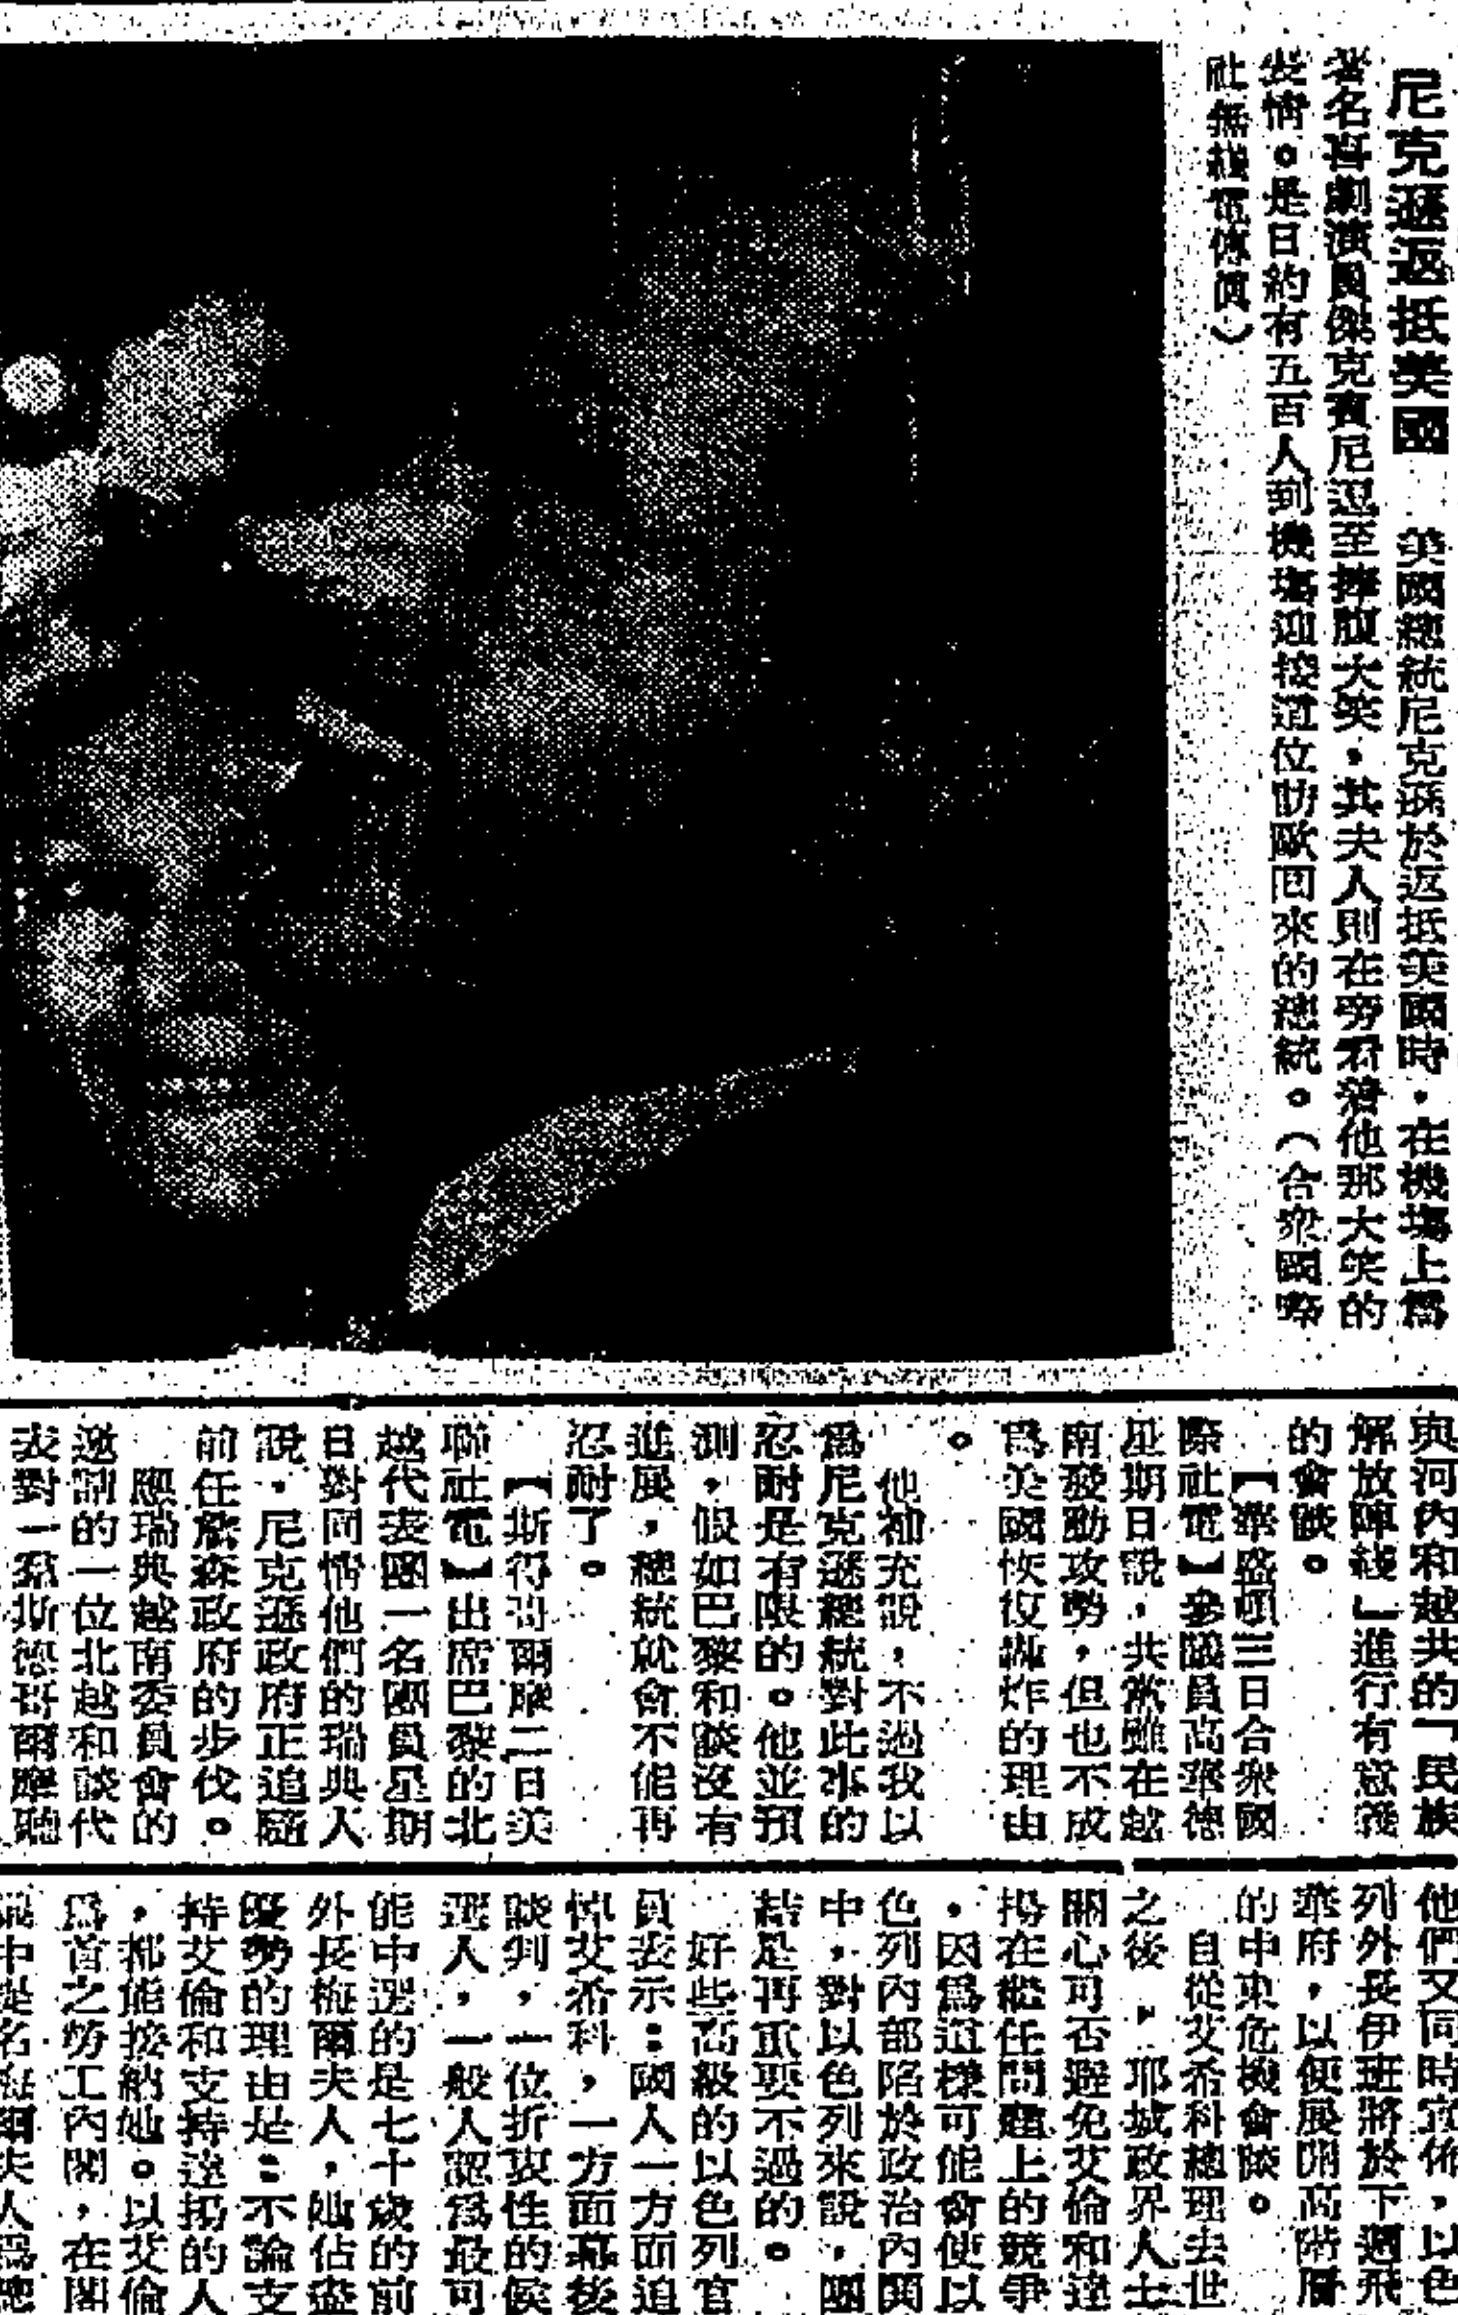 尼克遜返抵美國　美國總統尼克遜於返抵美國時，在機場上爲
著名喜劇演員傑克賓尼逗至捧腹大笑，其夫人則在旁看着他那大笑的
表情。是日約有五百人到機場迎接這位訪歐回來的總統。（合衆國際
社無綫電傳眞）
與河內和越共的「民族
解放陣綫」進行有意義
的會談。
【華盛頓三日合衆國
際社電】參議員高華德
星期日說，共黨雖在越
南發動攻勢，但也不成
爲美國恢復轟炸的理由
。
他補充說，不過我以
爲尼克遜總統對此事的
忍耐是有限的。他並預
測，假如巴黎和談沒有
進展，總統就會不能再
忍耐了。
【斯得哥爾摩二日美
聯社電】出席巴黎的北
越代表團一名團員星期
日對同情他們的瑞典人
說，尼克遜政府正追隨
前任詹森政府的步伐。
應瑞典越南委員會的
邀請的一位北越和談代
表對一羣斯德哥爾摩聽
他們又同時宣佈，以色
列外長伊班將於下週飛
華府，以便展開高階層
的中東危機會談。
自從艾希科總理去世
之後，耶城政界人士
關心可否避免艾倫和達
揚在繼任問題上的競爭
，因爲這樣可能會使以
色列內部陷於政治內鬨
中，對以色列來說，團
結是再重要不過的。
好些高級的以色列官
員表示：國人一方面追
悼艾希科，一方面幕後
談判，一位折衷性的候
選人，一般人認爲最可
能中選的是七十歲的前
外長梅爾夫人，她佔盡
優勢的理由是：不論支
持艾倫和支持達揚的人
，都能接納她。以艾倫
爲首之勞工內閣，在閣